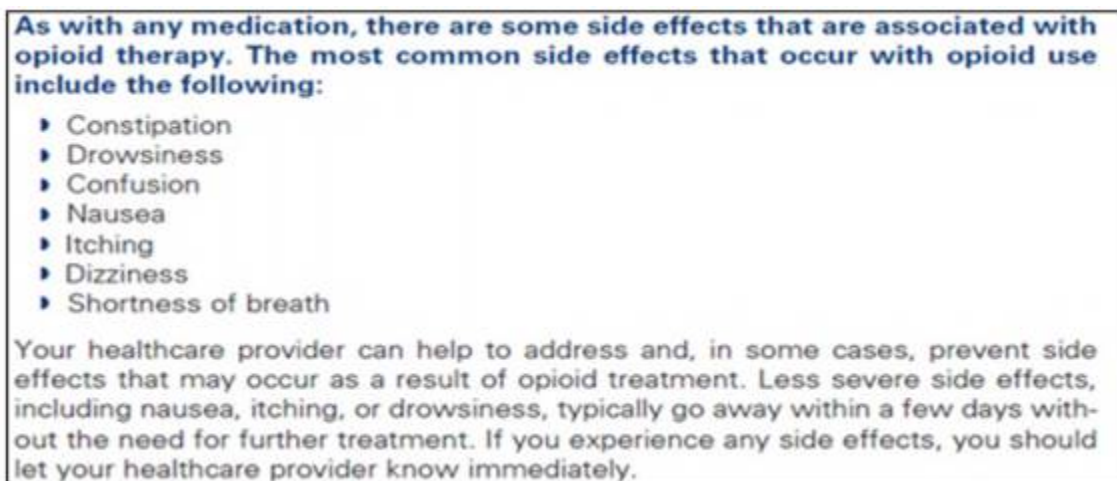 As with any medication, there are some side effects that are associated with
opioid therapy. The most common side effects that occur with opioid use
include the following:
Constipation
Drowsiness
Confusion
Nausea
Itching
Dizziness
Shortness of breath
Your healthcare provider can help to address and, in some cases, prevent side
effects that may occur as a result of opioid treatment. Less severe side effects,
including nausea, itching, or drowsiness, typically go away within a few days with-
out the need for further treatment. If you experience any side effects, you should
let your healthcare provider know immediately.